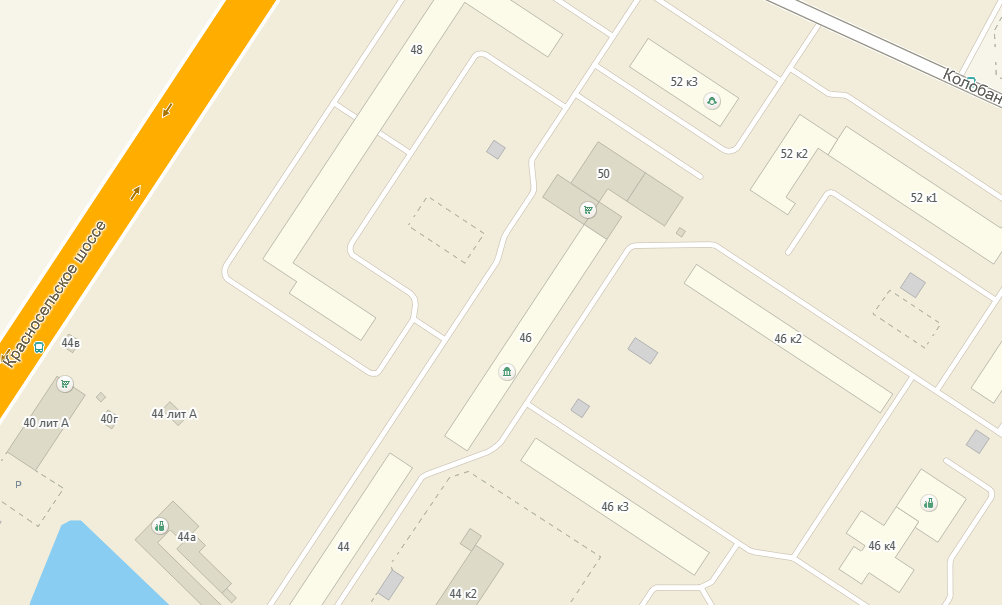 48
52 к3
Колобан
52 к2
52 к1
50
Красносельское шоссе
44в
46
46 к2
40 лит А
40г
44 лит А
P
46 к3
44а
44
46 к4
44 к2